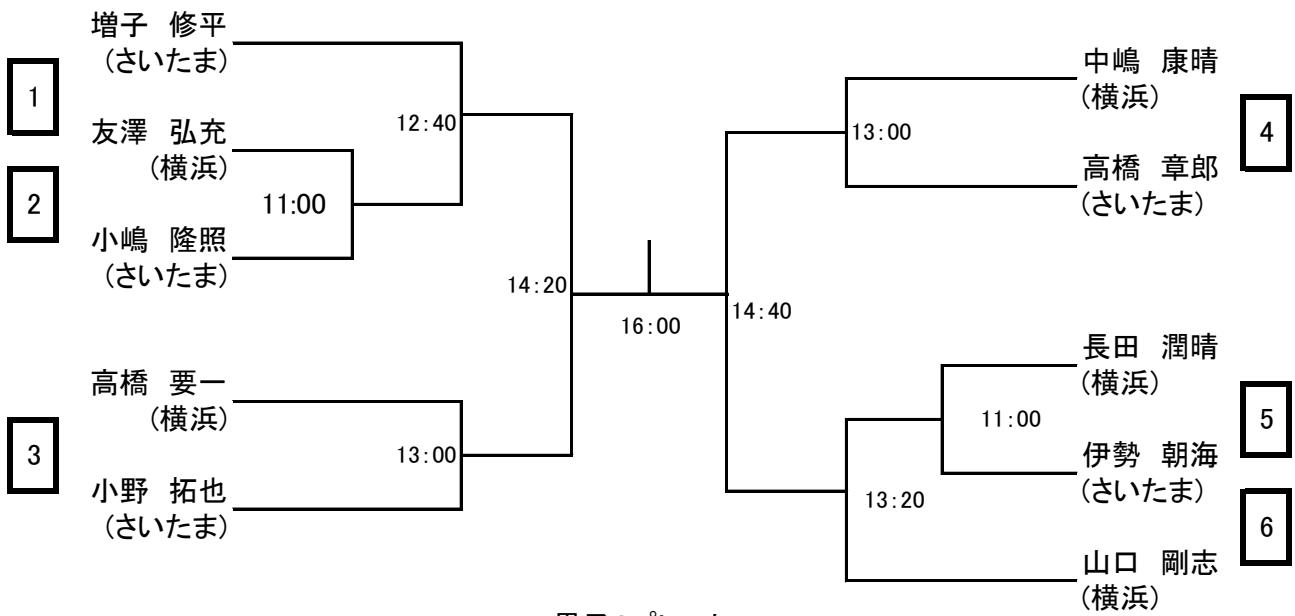 増子 修平
(さいたま)
1
友澤 弘充
(横浜)
12:40
2
11:00
小嶋 隆照
(さいたま)
14:20
16:00
高橋 要一
(横浜)
3
13:00
小野 拓也
(さいたま)
中嶋 康晴
(横浜)
13:00
4
高橋 章郎
(さいたま)
14:40
長田 潤晴
(横浜)
11:00
5
伊勢 朝海
(さいたま)
13:20
6
山口 剛志
(横浜)